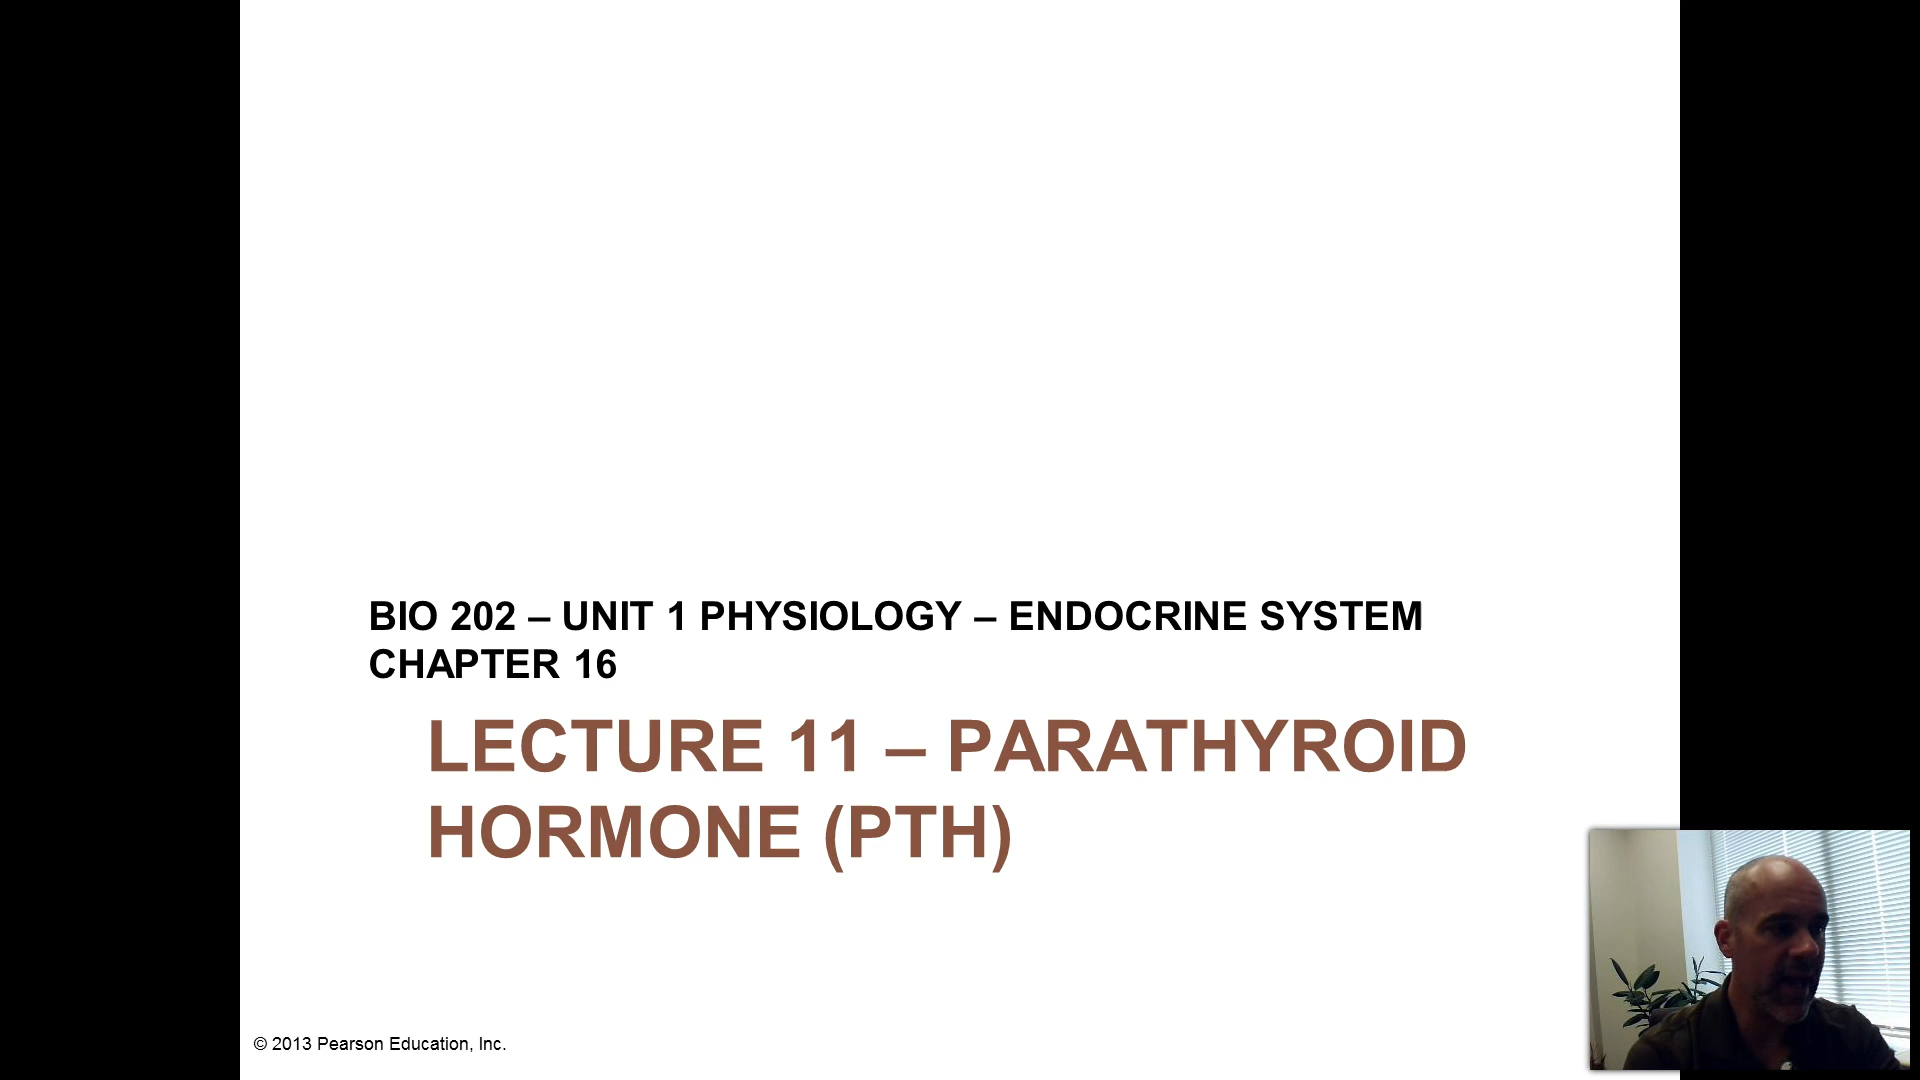 BIO 202 – UNIT 1 PHYSIOLOGY – ENDOCRINE SYSTEM
CHAPTER 16
LECTURE 11 – PARATHYROID
HORMONE (PTH)
© 2013 Pearson Education, Inc.